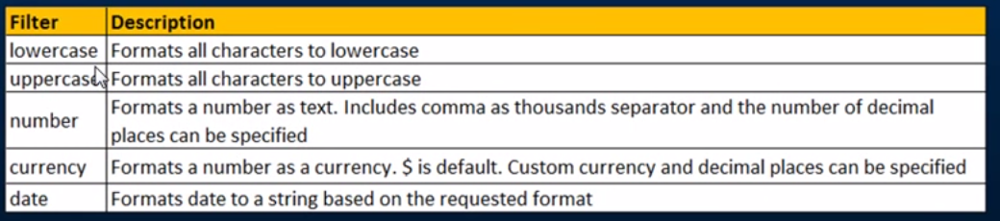 Filter Description
lowercase Formats all characters to lowercase
uppercase Formats all characters to uppercase
number Formats a number as text. Includes comma as thousands separator and the number of decimal
places can be specified
currency Formats a number as a currency. $ is default. Custom currency and decimal places can be specified
date Formats date to a string based on the requested format